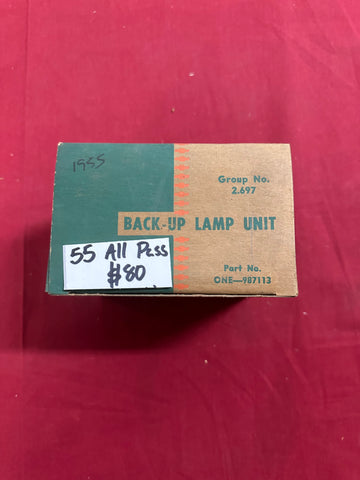 1955
Group No.
2.697
BACK-UP LAMP UNIT
55 All Pass
$80
Part No.
ONE—987113